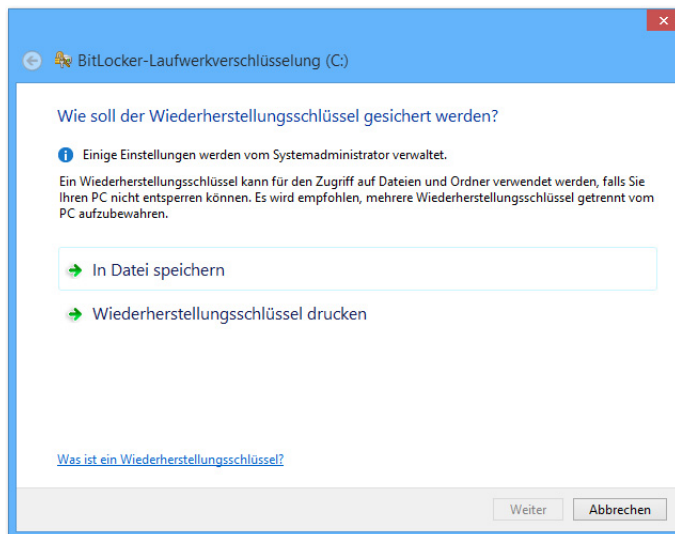 BitLocker-Laufwerkverschlüsselung (C:)
Wie soll der Wiederherstellungsschlüssel gesichert werden?
Einige Einstellungen werden vom Systemadministrator verwaltet.
Ein Wiederherstellungsschlüssel kann für den Zugriff auf Dateien und Ordner verwendet werden, falls Sie
Ihren PC nicht entsperren können. Es wird empfohlen, mehrere Wiederherstellungsschlüssel getrennt vom
PC aufzubewahren.
In Datei speichern
Wiederherstellungsschlüssel drucken
Was ist ein Wiederherstellungsschlüssel?
Weiter Abbrechen